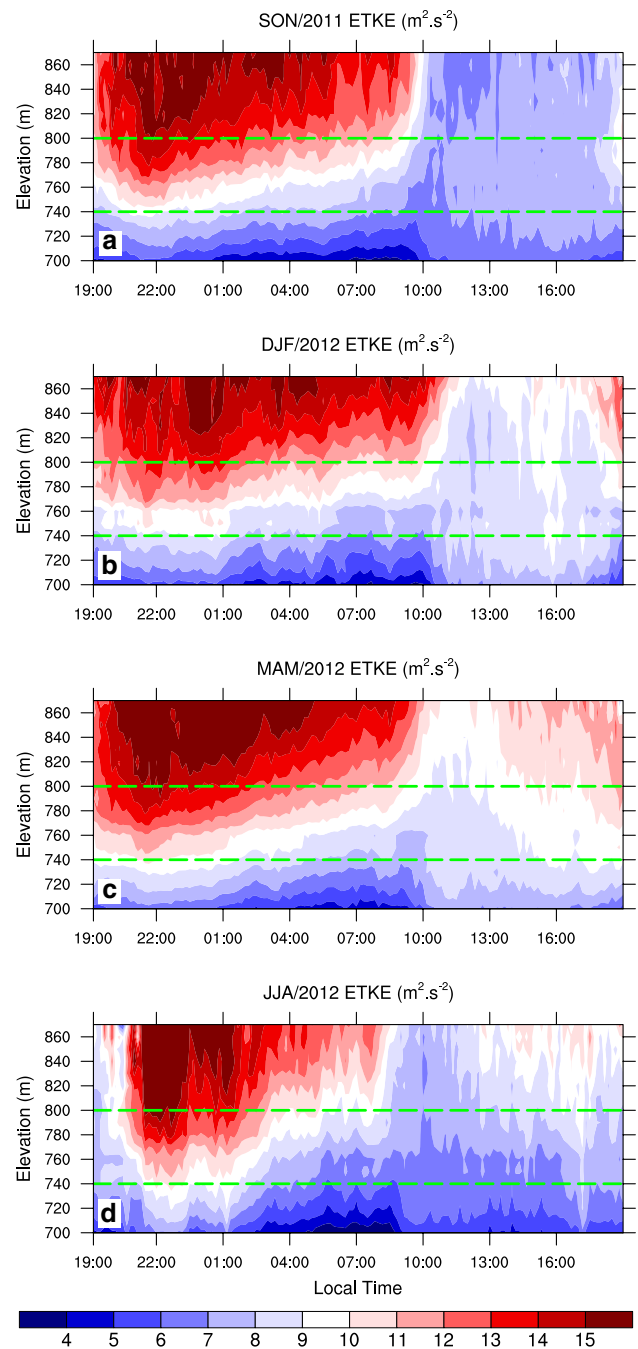 SON/2011 ETKE (m².s⁻²)
860
840
820
800
780
760
740
720
700
Elevation (m)
a
19:00 22:00 01:00 04:00 07:00 10:00 13:00 16:00
DJF/2012 ETKE (m².s⁻²)
860
840
820
800
780
760
740
720
700
Elevation (m)
b
19:00 22:00 01:00 04:00 07:00 10:00 13:00 16:00
MAM/2012 ETKE (m².s⁻²)
860
840
820
800
780
760
740
720
700
Elevation (m)
c
19:00 22:00 01:00 04:00 07:00 10:00 13:00 16:00
JJA/2012 ETKE (m².s⁻²)
860
840
820
800
780
760
740
720
700
Elevation (m)
d
19:00 22:00 01:00 04:00 07:00 10:00 13:00 16:00
Local Time
4 5 6 7 8 9 10 11 12 13 14 15